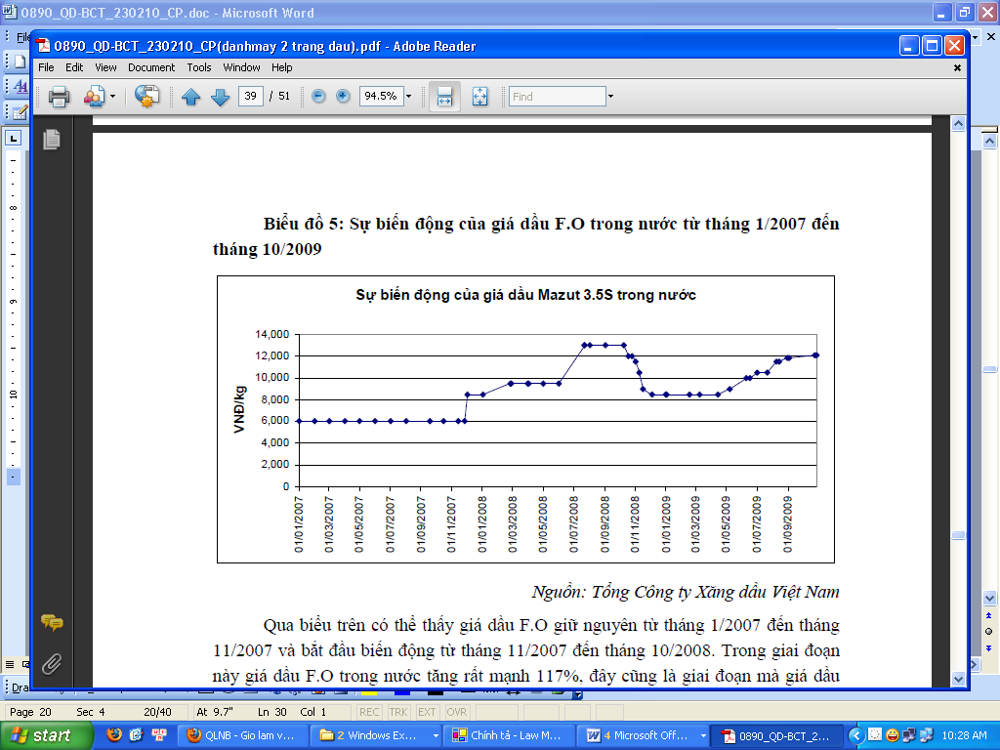 0890_QD-BCT_230210_CP.doc - Microsoft Word
0890_QD-BCT_230210_CP(danhmay 2 trang dau).pdf - Adobe Reader
File Edit View Document Tools Window Help
39 / 51 94.5% Find
Biểu đồ 5: Sự biến động của giá dầu F.O trong nước từ tháng 1/2007 đến
tháng 10/2009
Sự biến động của giá dầu Mazut 3.5S trong nước
VNĐ/kg
14,000
12,000
10,000
8,000
6,000
4,000
2,000
0
01/01/2007
01/03/2007
01/05/2007
01/07/2007
01/09/2007
01/11/2007
01/01/2008
01/03/2008
01/05/2008
01/07/2008
01/09/2008
01/11/2008
01/01/2009
01/03/2009
01/05/2009
01/07/2009
01/09/2009
Nguồn: Tổng Công ty Xăng dầu Việt Nam
Qua biểu trên có thể thấy giá dầu F.O giữ nguyên từ tháng 1/2007 đến tháng
11/2007 và bắt đầu biến động từ tháng 11/2007 đến tháng 10/2008. Trong giai đoạn
này giá dầu F.O trong nước tăng rất mạnh 117%, đây cũng là giai đoạn mà giá dầu
Page 20 Sec 4 20/40 At 9.7" Ln 30 Col 1 REC TRK EXT OVR
start QLNB - Gio lam v... 2 Windows Ex... Chính tả - Law M... 4 Microsoft Off... 0890_QD-BCT_2... 10:28 AM